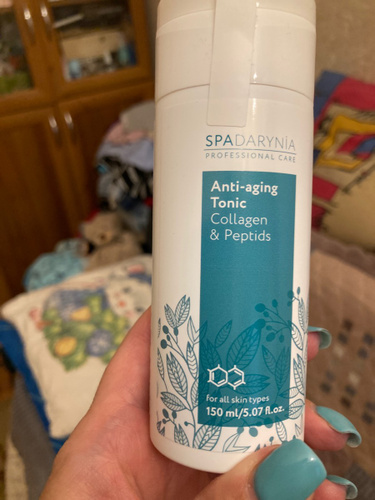 SPADARYNIA
PROFESSIONAL CARE
Anti-aging
Tonic
Collagen
& Peptids
for all skin types
150 ml/5.07 fl.oz.